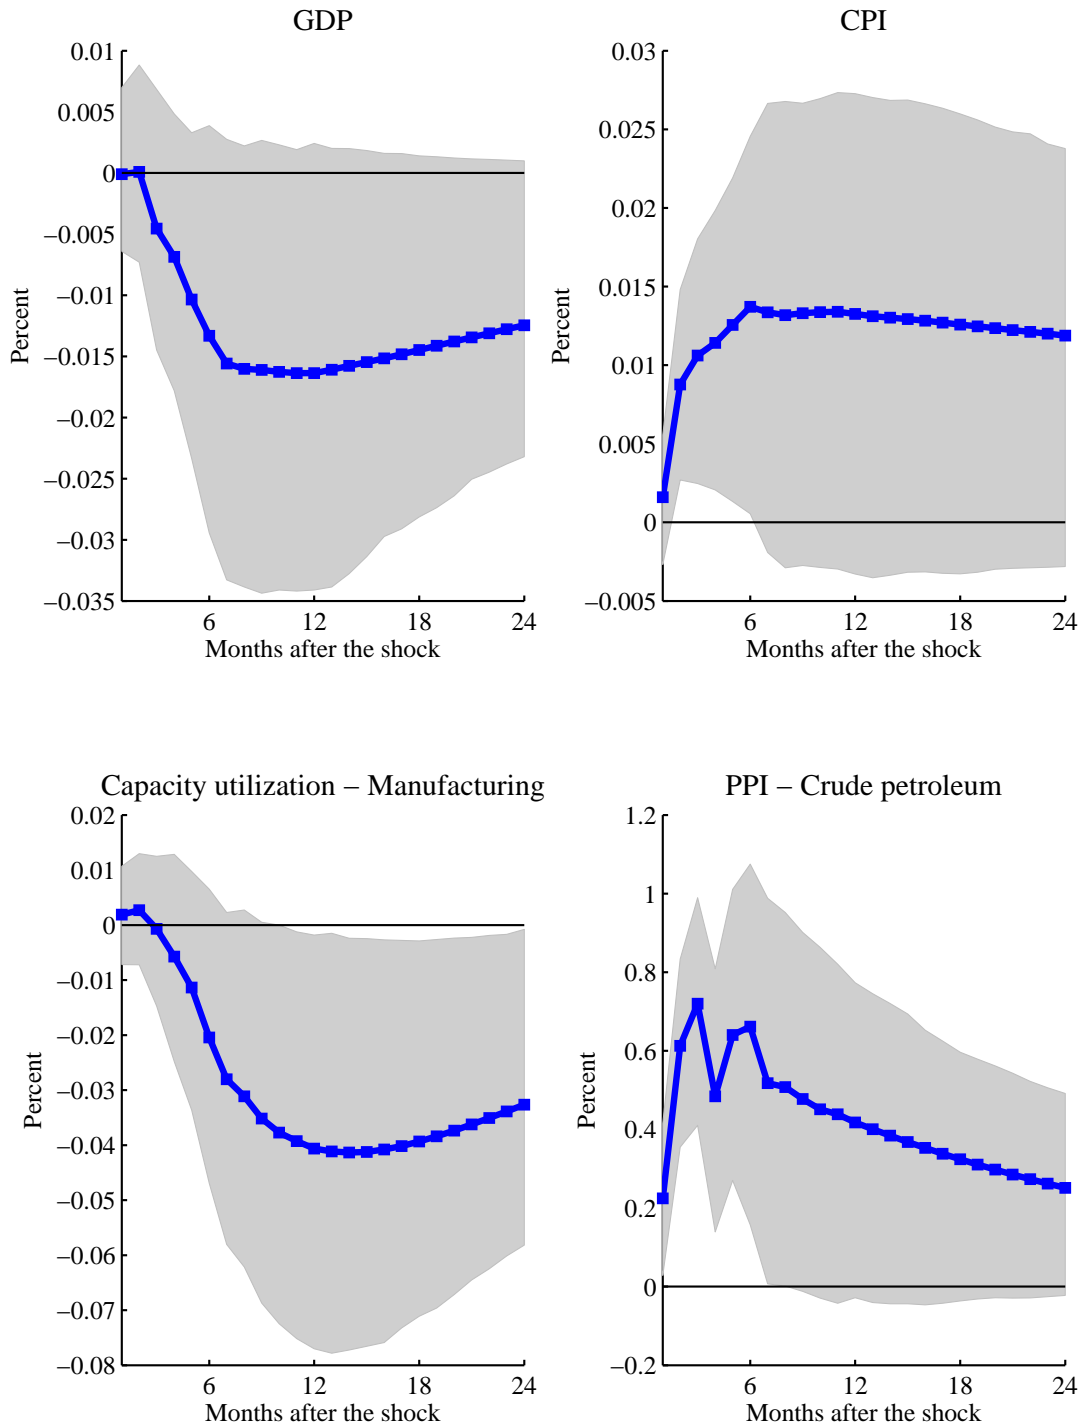 GDP
0.01
0.005
0
−0.005
−0.01
−0.015
−0.02
−0.025
−0.03
−0.035
Percent
6 12 18 24
Months after the shock
CPI
0.03
0.025
0.02
0.015
0.01
0.005
0
−0.005
Percent
6 12 18 24
Months after the shock
Capacity utilization − Manufacturing
0.02
0.01
0
−0.01
−0.02
−0.03
−0.04
−0.05
−0.06
−0.07
−0.08
Percent
6 12 18 24
Months after the shock
PPI − Crude petroleum
1.2
1
0.8
0.6
0.4
0.2
0
−0.2
Percent
6 12 18 24
Months after the shock